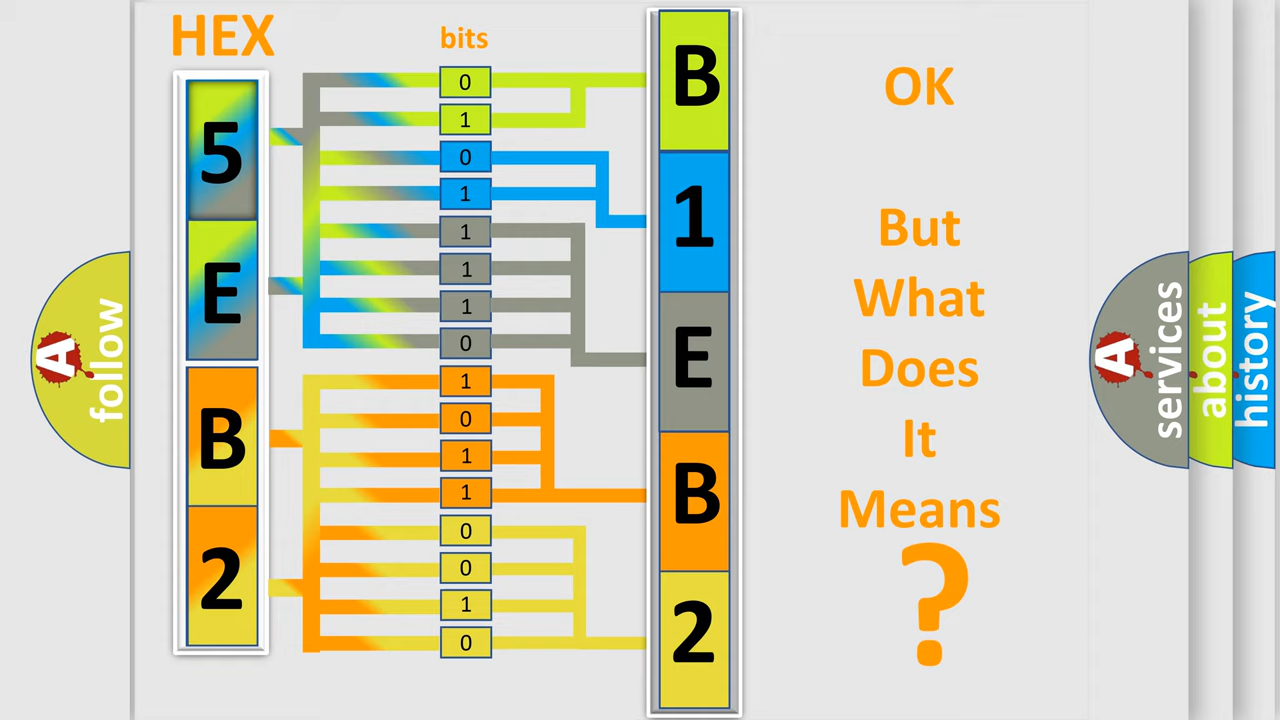 HEX
bits
5
E
B
2
0
1
0
1
1
1
1
0
1
0
1
1
0
0
1
0
B
1
E
B
2
OK
But
What
Does
It
Means
?
A
follow
A
services
about
history